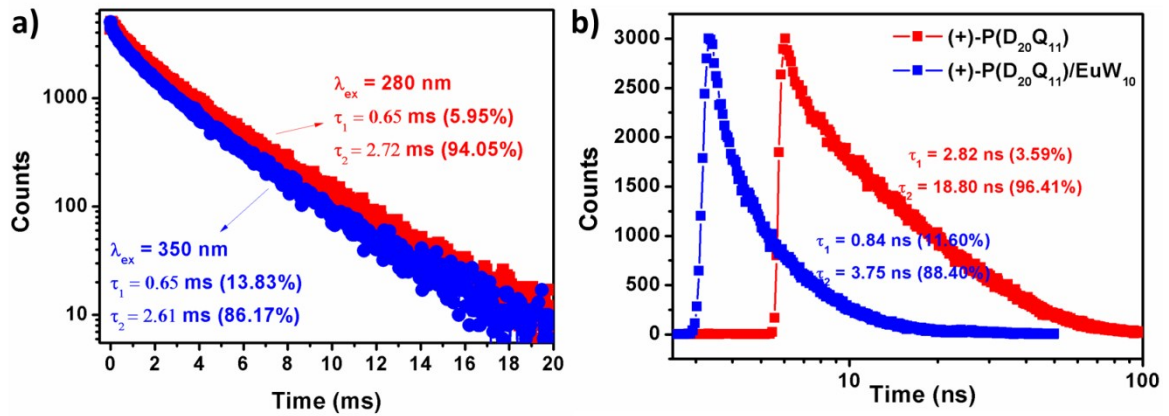 a)
Counts
1000
100
10
λex = 280 nm
τ1 = 0.65 ms (5.95%)
τ2 = 2.72 ms (94.05%)
λex = 350 nm
τ1 = 0.65 ms (13.83%)
τ2 = 2.61 ms (86.17%)
0 2 4 6 8 10 12 14 16 18 20
Time (ms)
b)
Counts
3000
2500
2000
1500
1000
500
0
(+)-P(D20Q11)
(+)-P(D20Q11)/EuW10
τ1 = 2.82 ns (3.59%)
τ2 = 18.80 ns (96.41%)
τ1 = 0.84 ns (11.60%)
τ2 = 3.75 ns (88.40%)
10 100
Time (ns)